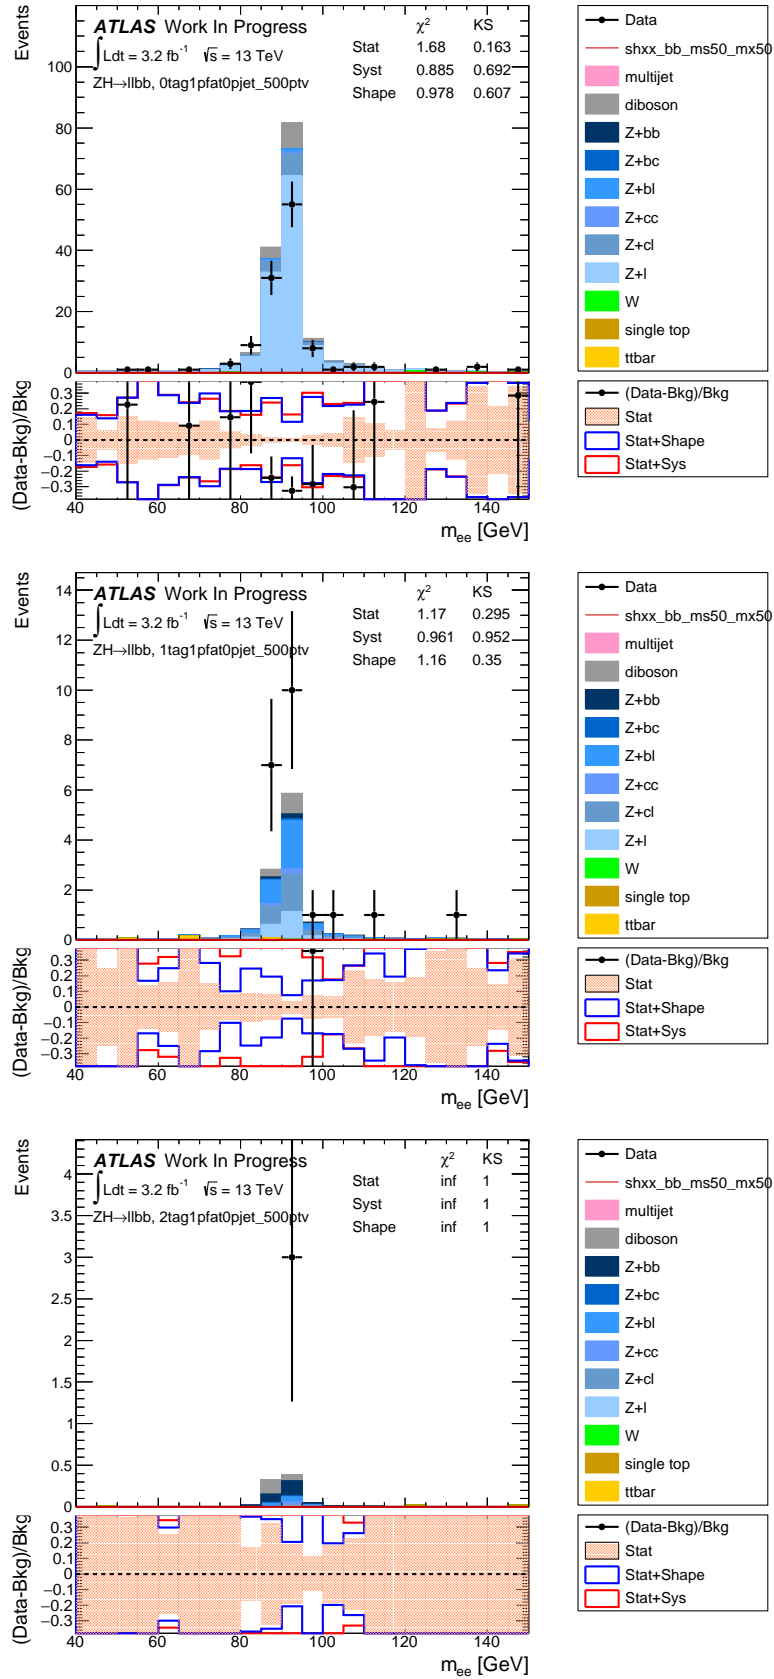 Events
ATLAS Work In Progress
∫Ldt = 3.2 fb⁻¹ √s = 13 TeV
ZH→llbb, 0tag1pfat0pjet_500ptv
χ² KS
Stat 1.68 0.163
Syst 0.885 0.692
Shape 0.978 0.607
100
80
60
40
20
0
Data
shxx_bb_ms50_mx50
multijet
diboson
Z+bb
Z+bc
Z+bl
Z+cc
Z+cl
Z+l
W
single top
ttbar
(Data-Bkg)/Bkg
0.3
0.2
0.1
0
−0.1
−0.2
−0.3
40 60 80 100 120 140
m_ee [GeV]
(Data-Bkg)/Bkg
Stat
Stat+Shape
Stat+Sys
Events
ATLAS Work In Progress
∫Ldt = 3.2 fb⁻¹ √s = 13 TeV
ZH→llbb, 1tag1pfat0pjet_500ptv
χ² KS
Stat 1.17 0.295
Syst 0.961 0.952
Shape 1.16 0.35
14
12
10
8
6
4
2
0
Data
shxx_bb_ms50_mx50
multijet
diboson
Z+bb
Z+bc
Z+bl
Z+cc
Z+cl
Z+l
W
single top
ttbar
(Data-Bkg)/Bkg
0.3
0.2
0.1
0
−0.1
−0.2
−0.3
40 60 80 100 120 140
m_ee [GeV]
(Data-Bkg)/Bkg
Stat
Stat+Shape
Stat+Sys
Events
ATLAS Work In Progress
∫Ldt = 3.2 fb⁻¹ √s = 13 TeV
ZH→llbb, 2tag1pfat0pjet_500ptv
χ² KS
Stat inf 1
Syst inf 1
Shape inf 1
4
3.5
3
2.5
2
1.5
1
0.5
0
Data
shxx_bb_ms50_mx50
multijet
diboson
Z+bb
Z+bc
Z+bl
Z+cc
Z+cl
Z+l
W
single top
ttbar
(Data-Bkg)/Bkg
0.3
0.2
0.1
0
−0.1
−0.2
−0.3
40 60 80 100 120 140
m_ee [GeV]
(Data-Bkg)/Bkg
Stat
Stat+Shape
Stat+Sys